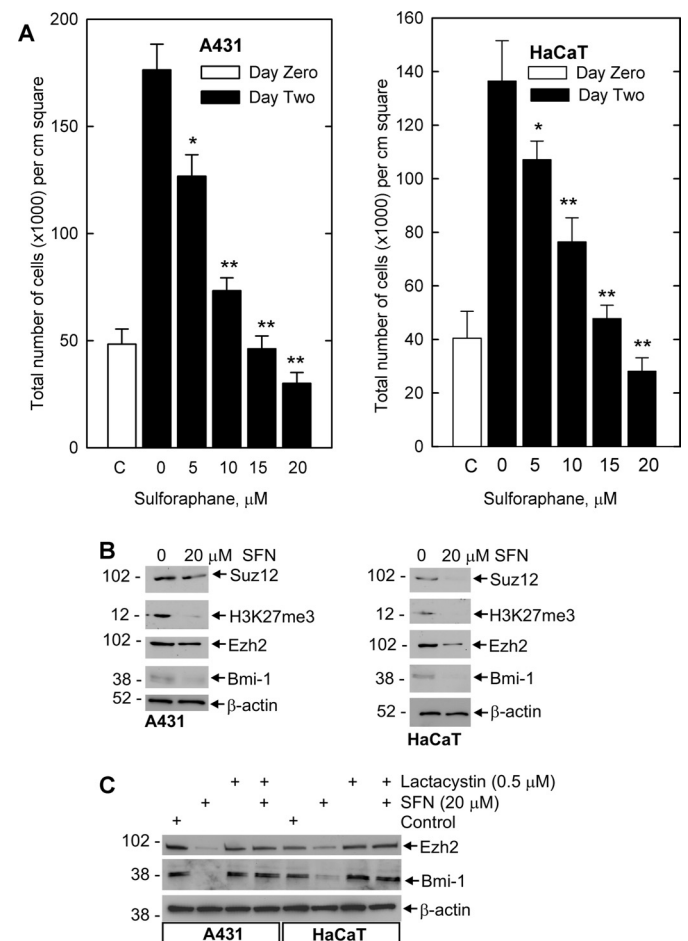 A
A431
Day Zero
Day Two
Total number of cells (x1000) per cm square
200
150
100
50
0
*
**
**
**
C 0 5 10 15 20
Sulforaphane, μM
HaCaT
Day Zero
Day Two
Total number of cells (x1000) per cm square
160
140
120
100
80
60
40
20
0
*
**
**
**
C 0 5 10 15 20
Sulforaphane, μM
B
0 20 μM SFN
102 - Suz12
12 - H3K27me3
102 - Ezh2
38 - Bmi-1
52 - β-actin
A431
0 20 μM SFN
102 - Suz12
12 - H3K27me3
102 - Ezh2
38 - Bmi-1
52 - β-actin
HaCaT
C
+ + + + Lactacystin (0.5 μM)
+ + + + SFN (20 μM)
+ + Control
102 - Ezh2
38 - Bmi-1
38 - β-actin
A431 HaCaT